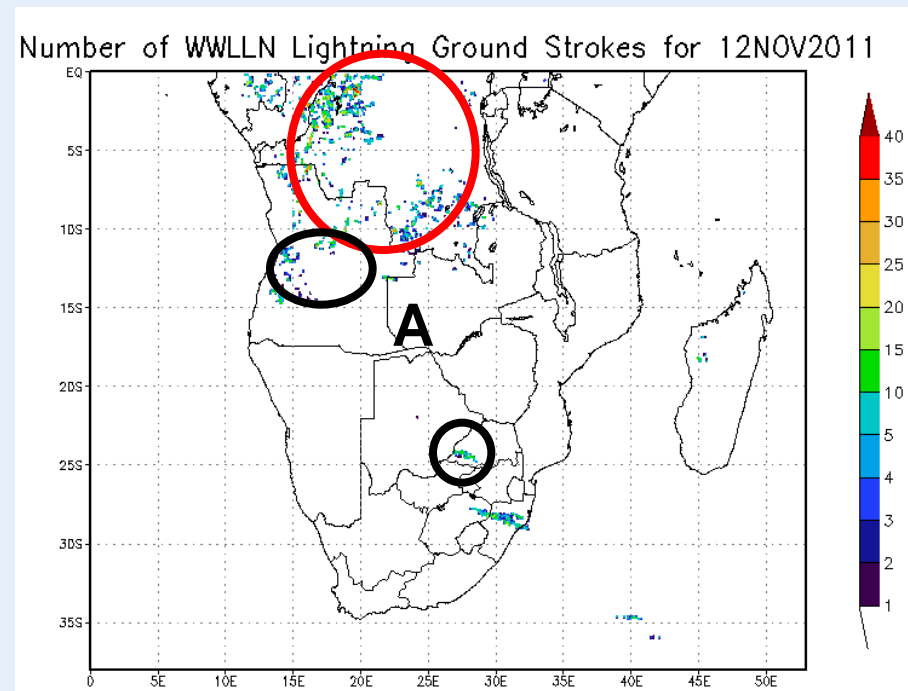 Number of WWLLN Lightning Ground Strokes for 12NOV2011
EQ
5S
10S
15S
20S
25S
30S
35S
0 5E 10E 15E 20E 25E 30E 35E 40E 45E 50E
A
40
35
30
25
20
15
10
5
4
3
2
1